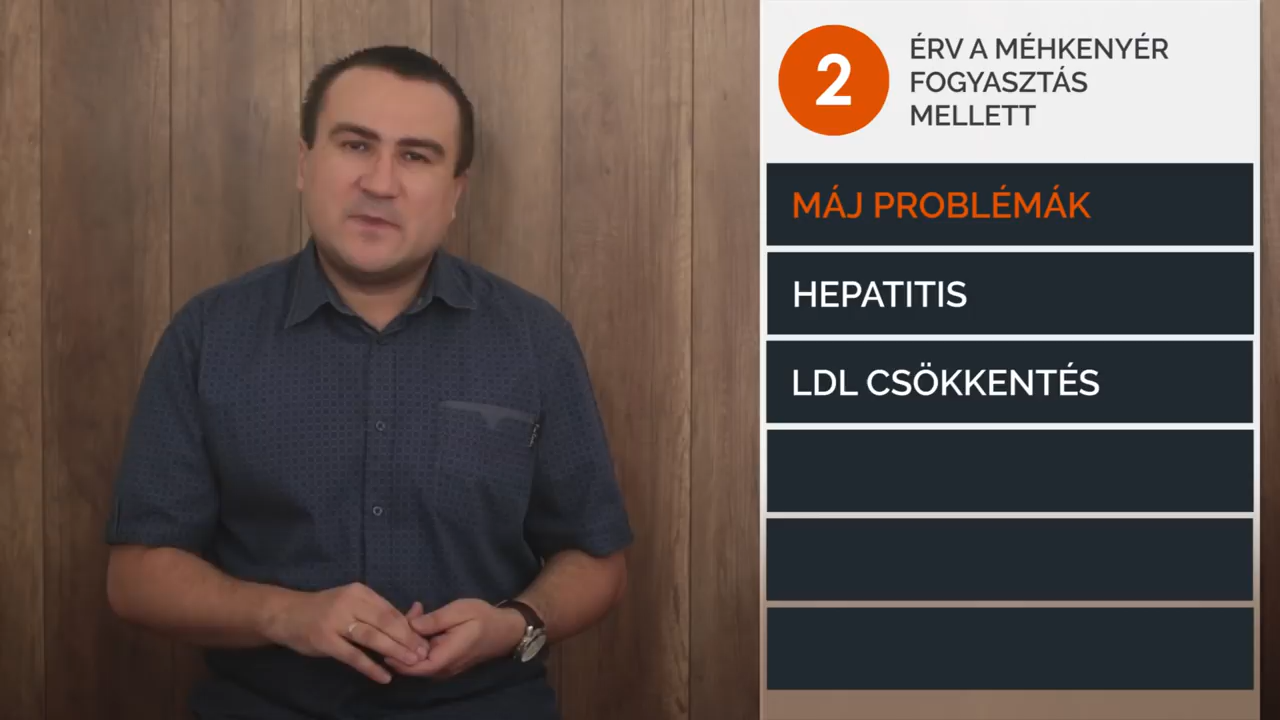 2
ÉRV A MÉHKENYÉR
FOGYASZTÁS
MELLETT
MÁJ PROBLÉMÁK
HEPATITIS
LDL CSÖKKENTÉS